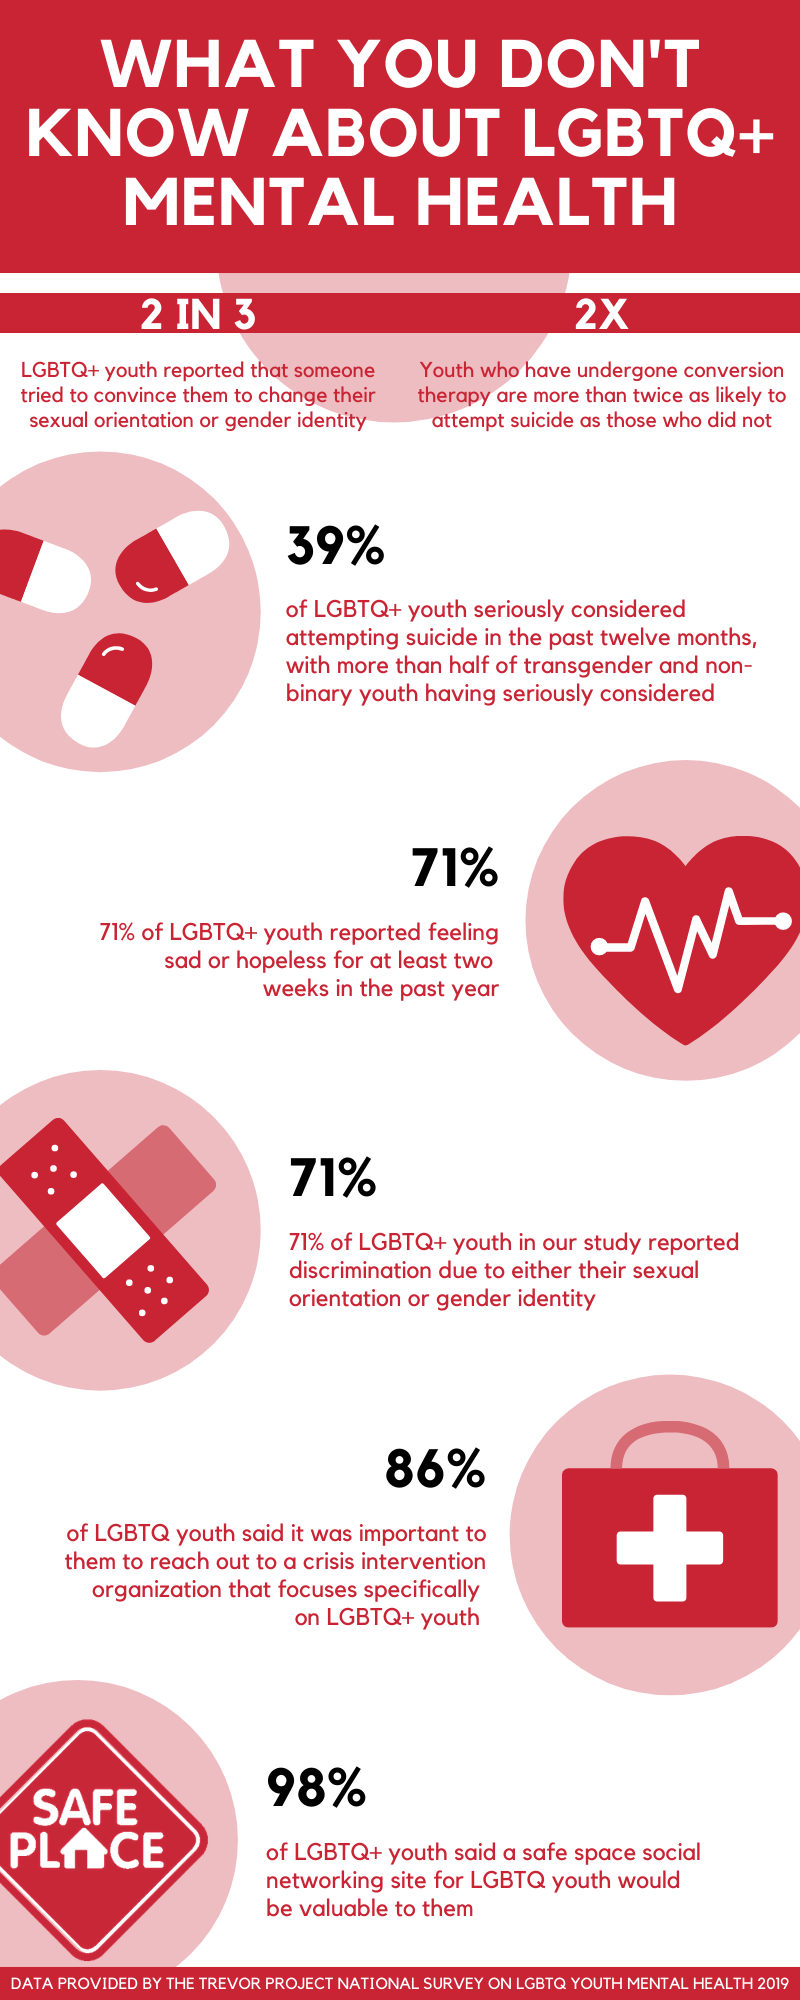 WHAT YOU DON'T
KNOW ABOUT LGBTQ+
MENTAL HEALTH
2 IN 3
LGBTQ+ youth reported that someone
tried to convince them to change their
sexual orientation or gender identity
2X
Youth who have undergone conversion
therapy are more than twice as likely to
attempt suicide as those who did not
39%
of LGBTQ+ youth seriously considered
attempting suicide in the past twelve months,
with more than half of transgender and non-
binary youth having seriously considered
71%
71% of LGBTQ+ youth reported feeling
sad or hopeless for at least two
weeks in the past year
71%
71% of LGBTQ+ youth in our study reported
discrimination due to either their sexual
orientation or gender identity
86%
of LGBTQ youth said it was important to
them to reach out to a crisis intervention
organization that focuses specifically
on LGBTQ+ youth
SAFE
PLACE
98%
of LGBTQ+ youth said a safe space social
networking site for LGBTQ youth would
be valuable to them
DATA PROVIDED BY THE TREVOR PROJECT NATIONAL SURVEY ON LGBTQ YOUTH MENTAL HEALTH 2019